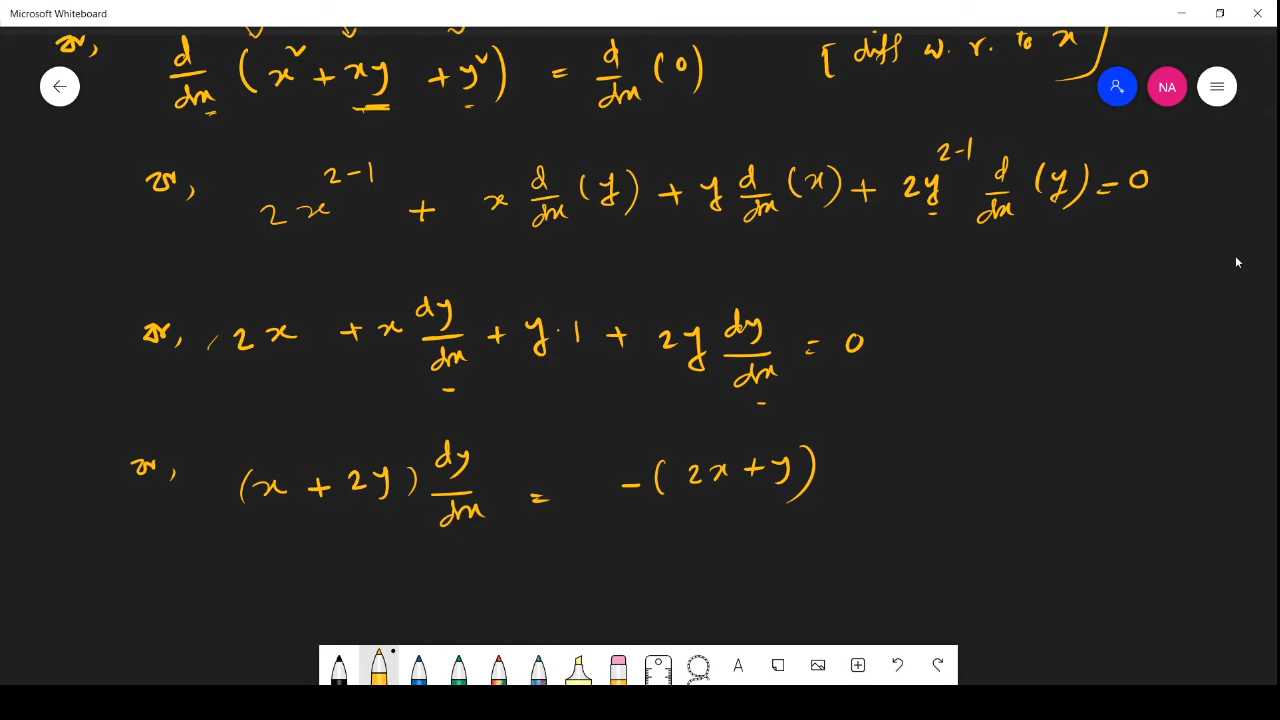 Microsoft Whiteboard
or, d/dx (x² + xy + y²) = d/dx (0) [diff w. r. to x]
NA
or, 2x^(2-1) + x d/dx (y) + y d/dx (x) + 2y^(2-1) d/dx (y) = 0
or, 2x + x dy/dx + y·1 + 2y dy/dx = 0
or, (x + 2y) dy/dx = -(2x + y)
A